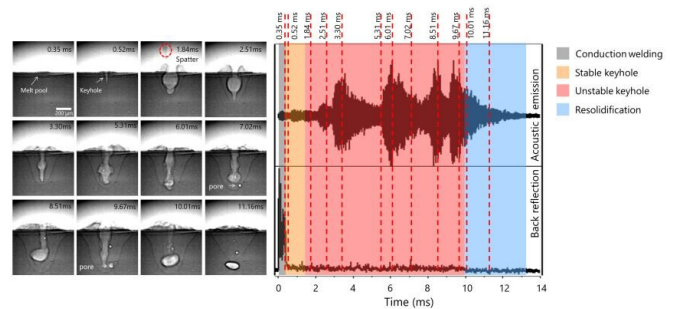 0.35 ms
0.52ms
1.84ms
2.51ms
Spatter
Melt pool
Keyhole
200 µm
3.30ms
5.31ms
6.01ms
7.02ms
pore
8.51ms
9.67ms
10.01ms
11.16ms
pore
0.35 ms
0.52 ms
1.84 ms
2.51 ms
3.30 ms
5.31 ms
6.01 ms
7.02 ms
8.51 ms
9.67 ms
10.01 ms
11.16 ms
Acoustic emission
Back reflection
0 2 4 6 8 10 12 14
Time (ms)
Conduction welding
Stable keyhole
Unstable keyhole
Resolidification